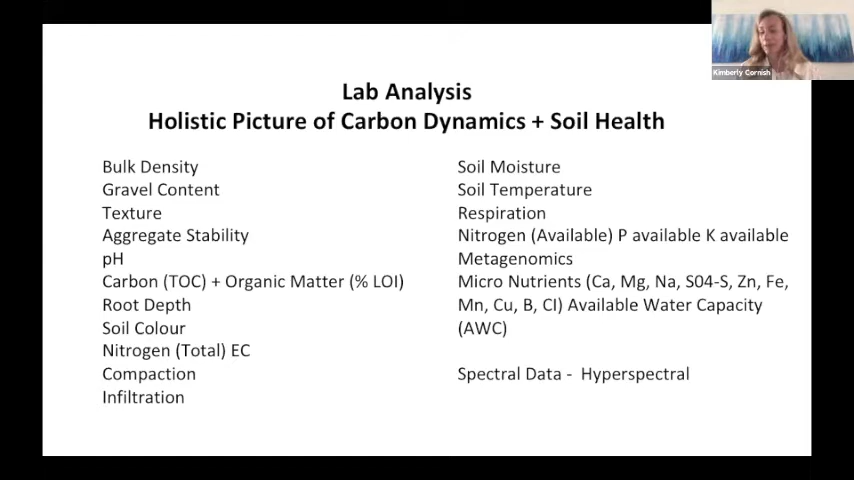 Kimberly Cornish
Lab Analysis
Holistic Picture of Carbon Dynamics + Soil Health
Bulk Density
Gravel Content
Texture
Aggregate Stability
pH
Carbon (TOC) + Organic Matter (% LOI)
Root Depth
Soil Colour
Nitrogen (Total) EC
Compaction
Infiltration
Soil Moisture
Soil Temperature
Respiration
Nitrogen (Available) P available K available
Metagenomics
Micro Nutrients (Ca, Mg, Na, S04-S, Zn, Fe,
Mn, Cu, B, Cl) Available Water Capacity
(AWC)
Spectral Data - Hyperspectral